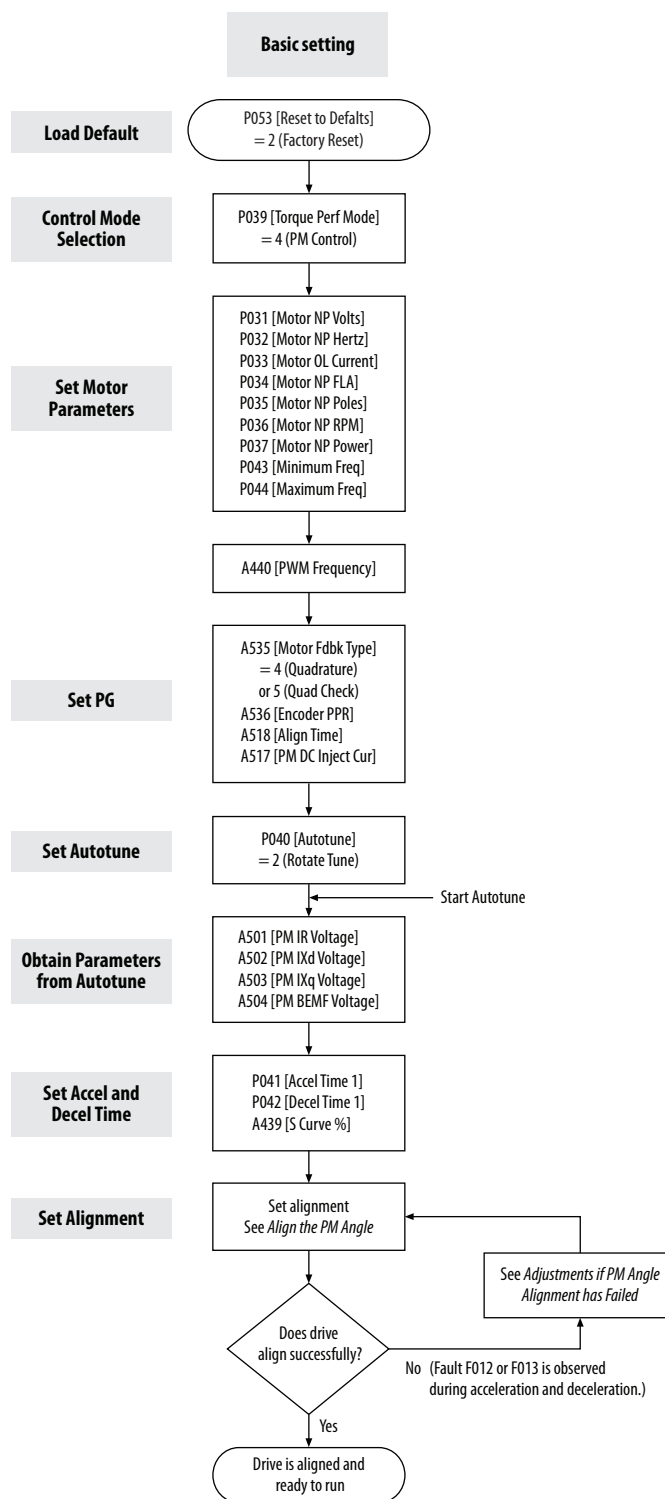 Basic setting
Load Default
P053 [Reset to Defalts]
= 2 (Factory Reset)
Control Mode
Selection
P039 [Torque Perf Mode]
= 4 (PM Control)
Set Motor
Parameters
P031 [Motor NP Volts]
P032 [Motor NP Hertz]
P033 [Motor OL Current]
P034 [Motor NP FLA]
P035 [Motor NP Poles]
P036 [Motor NP RPM]
P037 [Motor NP Power]
P043 [Minimum Freq]
P044 [Maximum Freq]
A440 [PWM Frequency]
Set PG
A535 [Motor Fdbk Type]
= 4 (Quadrature)
or 5 (Quad Check)
A536 [Encoder PPR]
A518 [Align Time]
A517 [PM DC Inject Cur]
Set Autotune
P040 [Autotune]
= 2 (Rotate Tune)
Start Autotune
Obtain Parameters
from Autotune
A501 [PM IR Voltage]
A502 [PM IXd Voltage]
A503 [PM IXq Voltage]
A504 [PM BEMF Voltage]
Set Accel and
Decel Time
P041 [Accel Time 1]
P042 [Decel Time 1]
A439 [S Curve %]
Set Alignment
Set alignment
See Align the PM Angle
See Adjustments if PM Angle
Alignment has Failed
Does drive
align successfully?
No (Fault F012 or F013 is observed
during acceleration and deceleration.)
Yes
Drive is aligned and
ready to run